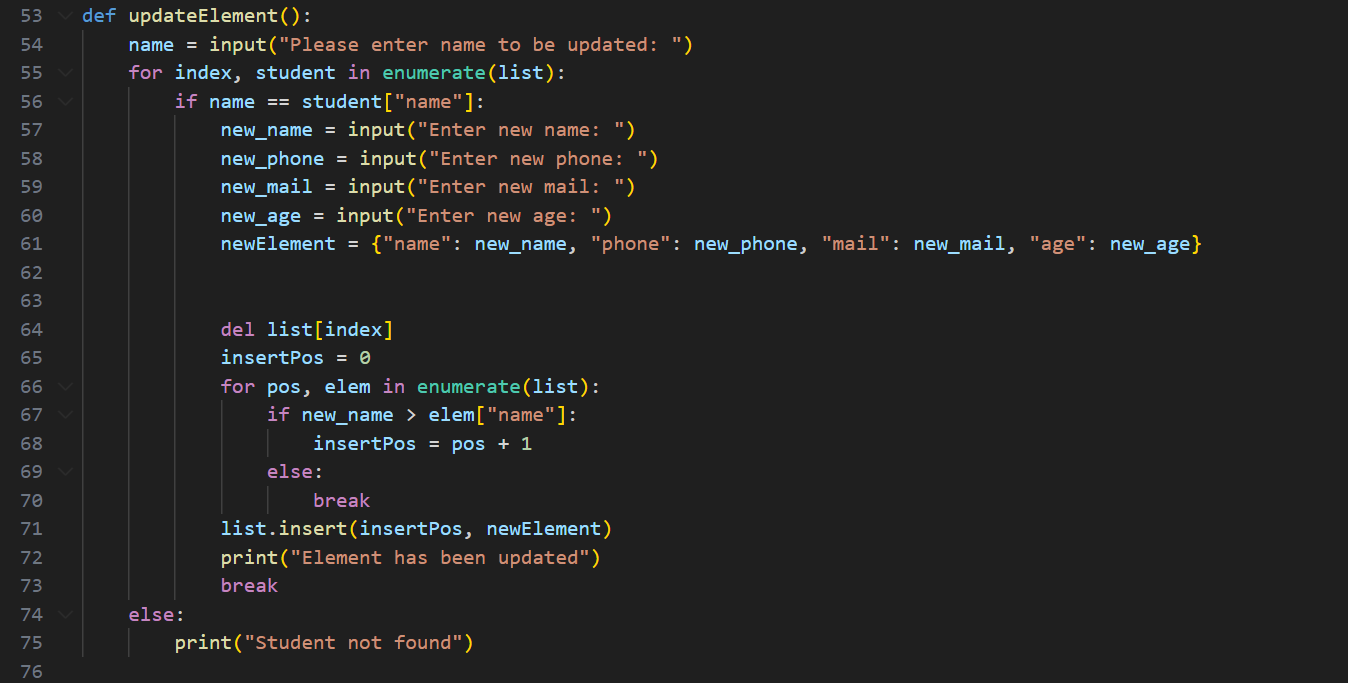 53 def updateElement():
54     name = input("Please enter name to be updated: ")
55     for index, student in enumerate(list):
56         if name == student["name"]:
57             new_name = input("Enter new name: ")
58             new_phone = input("Enter new phone: ")
59             new_mail = input("Enter new mail: ")
60             new_age = input("Enter new age: ")
61             newElement = {"name": new_name, "phone": new_phone, "mail": new_mail, "age": new_age}
62
63
64             del list[index]
65             insertPos = 0
66             for pos, elem in enumerate(list):
67                 if new_name > elem["name"]:
68                     insertPos = pos + 1
69                 else:
70                     break
71             list.insert(insertPos, newElement)
72             print("Element has been updated")
73             break
74     else:
75         print("Student not found")
76